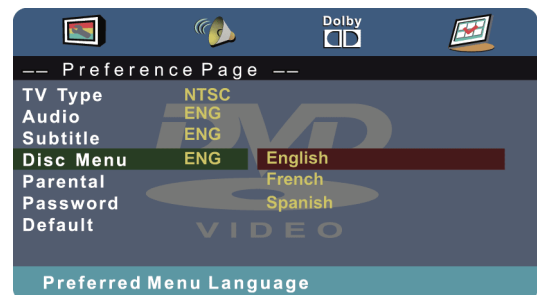 Dolby
-- Preference Page --
TV Type NTSC
Audio ENG
Subtitle ENG
Disc Menu ENG English
Parental French
Password Spanish
Default
DVD
VIDEO
Preferred Menu Language